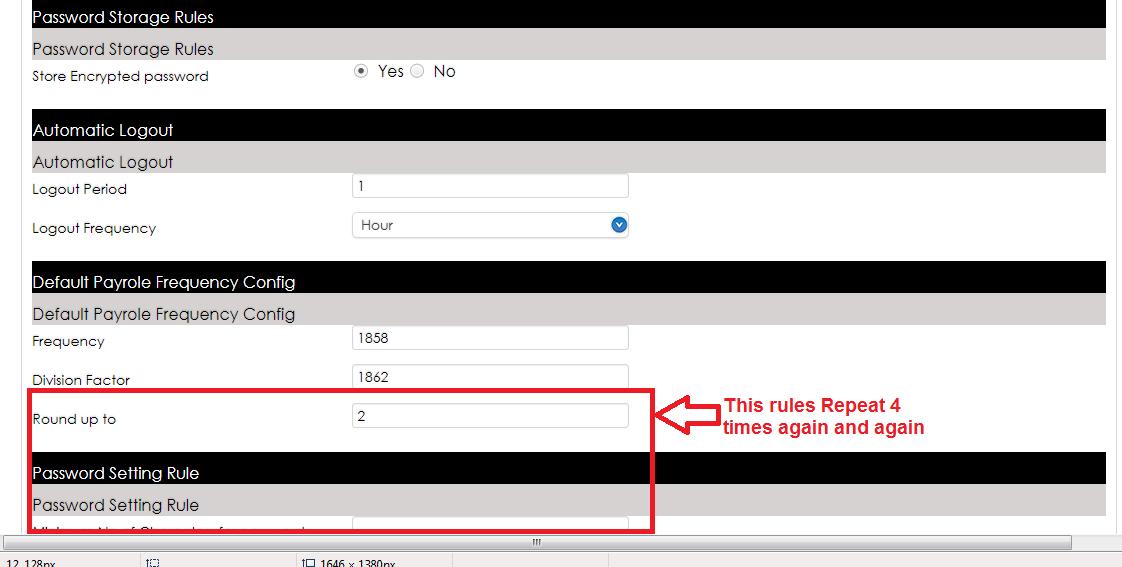 Password Storage Rules
Password Storage Rules
Store Encrypted password
Yes No
Automatic Logout
Automatic Logout
Logout Period 1
Logout Frequency Hour
Default Payrole Frequency Config
Default Payrole Frequency Config
Frequency 1858
Division Factor 1862
Round up to 2
This rules Repeat 4
times again and again
Password Setting Rule
Password Setting Rule
12, 128px 1646 × 1380px